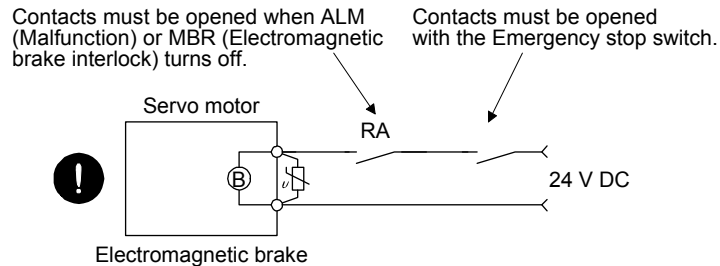 Contacts must be opened when ALM
(Malfunction) or MBR (Electromagnetic
brake interlock) turns off.
Contacts must be opened
with the Emergency stop switch.
Servo motor
RA
B
υ
24 V DC
Electromagnetic brake